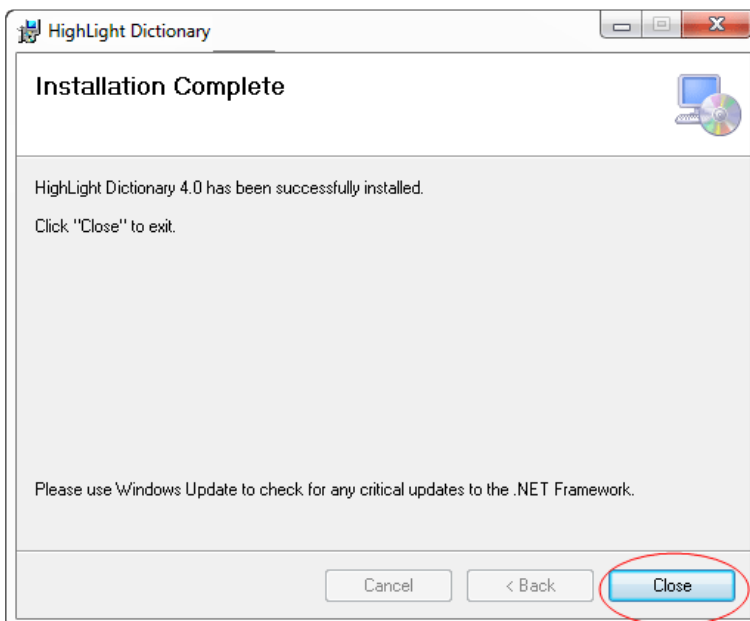 HighLight Dictionary
Installation Complete
HighLight Dictionary 4.0 has been successfully installed.
Click "Close" to exit.
Please use Windows Update to check for any critical updates to the .NET Framework.
Cancel
< Back
Close